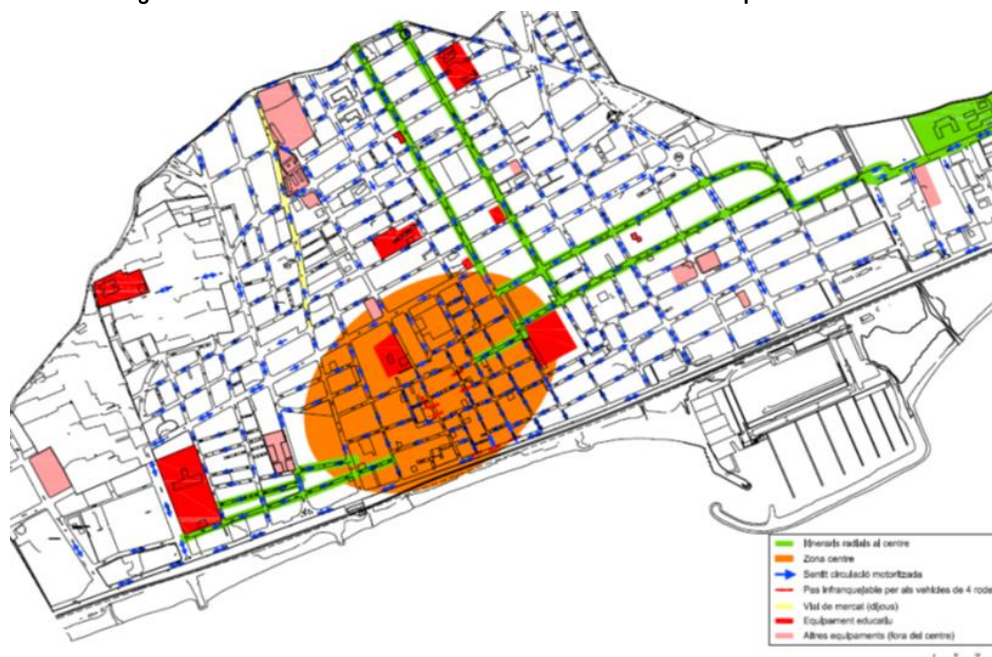 Itineraris radials al centre
Zona centre
Sentit circulació motoritzada
Pas infranquejable per als vehicles de 4 rode
Vial de mercat (dijous)
Equipament educatiu
Altres equipaments (fora del centre)